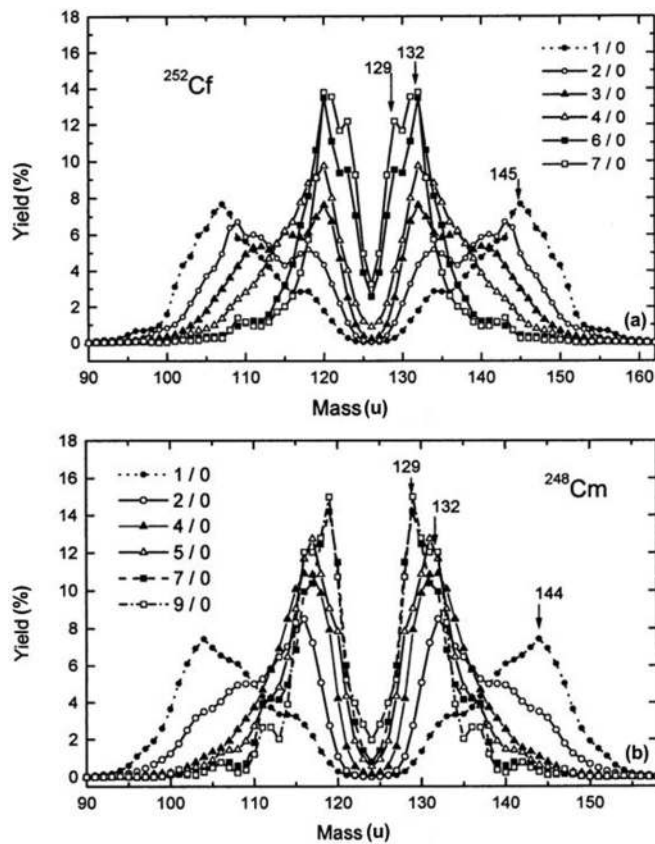 18
16
14
12
10
8
6
4
2
0
Yield (%)
252Cf
129
132
145
1 / 0
2 / 0
3 / 0
4 / 0
6 / 0
7 / 0
(a)
90 100 110 120 130 140 150 160
Mass (u)
18
16
14
12
10
8
6
4
2
0
Yield (%)
1 / 0
2 / 0
4 / 0
5 / 0
7 / 0
9 / 0
129
132
144
248Cm
(b)
90 100 110 120 130 140 150
Mass (u)